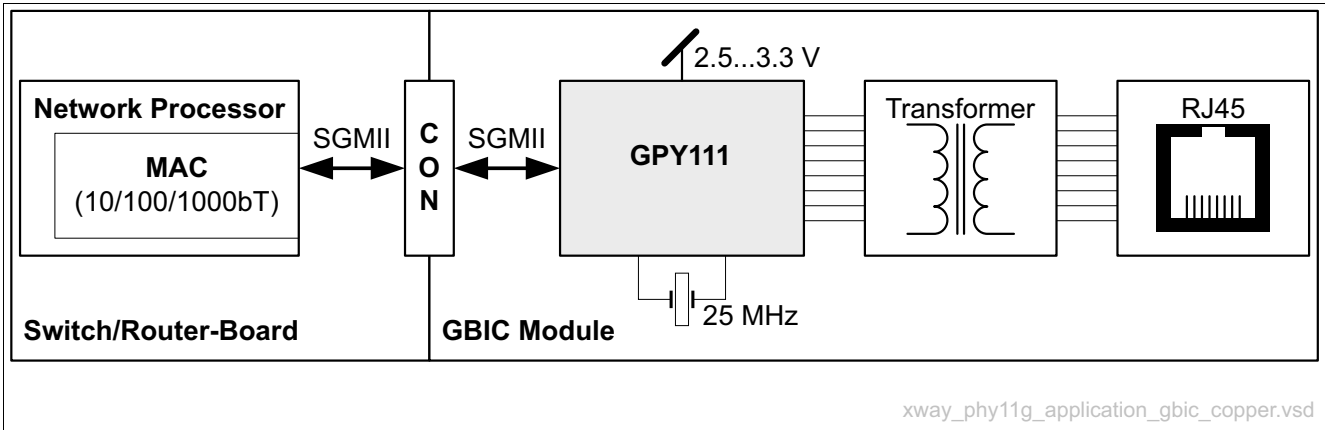 2.5...3.3 V
Network Processor
MAC
(10/100/1000bT)
SGMII
C
O
N
SGMII
GPY111
Transformer
RJ45
25 MHz
Switch/Router-Board
GBIC Module
xway_phy11g_application_gbic_copper.vsd